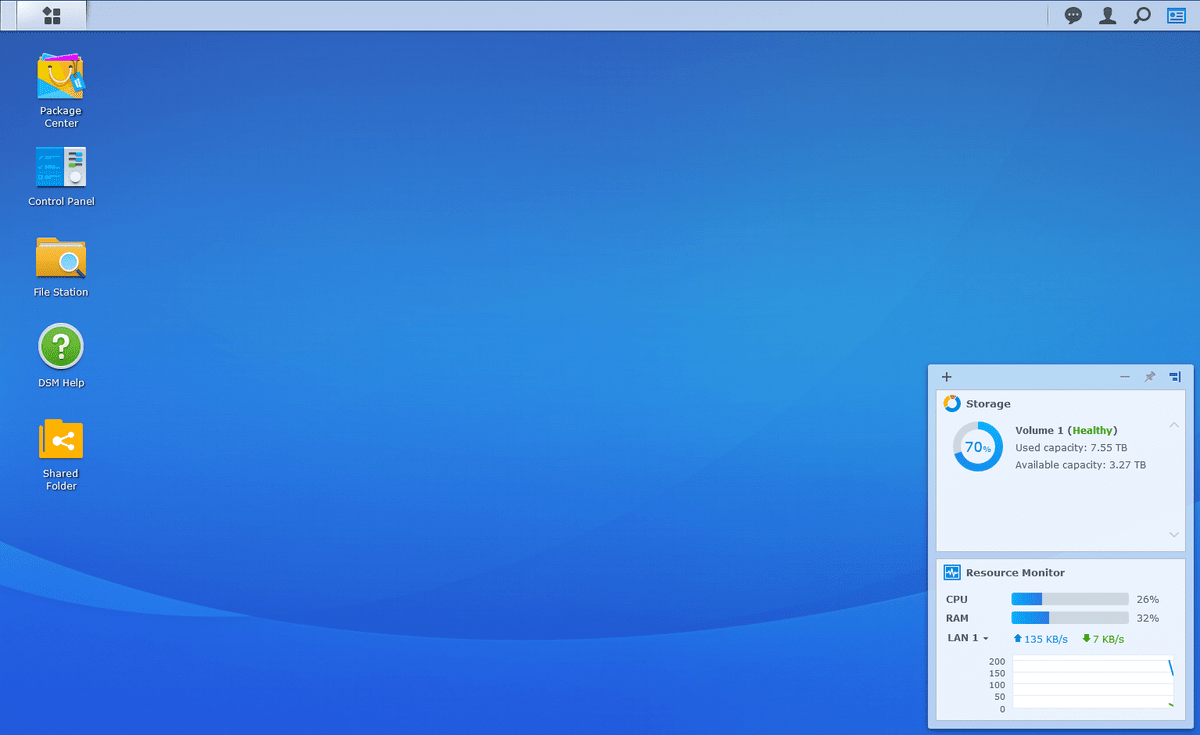 Package
Center
Control Panel
File Station
?
DSM Help
Shared
Folder
Storage
70%
Volume 1 (Healthy)
Used capacity: 7.55 TB
Available capacity: 3.27 TB
Resource Monitor
CPU 26%
RAM 32%
LAN 1 135 KB/s 7 KB/s
200
150
100
50
0